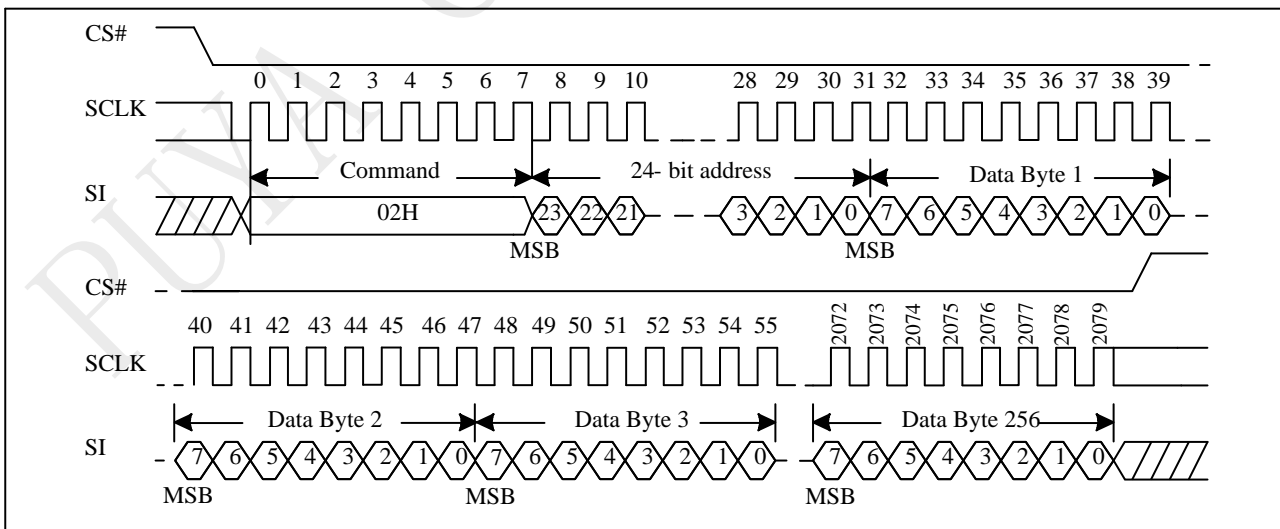 CS#
0 1 2 3 4 5 6 7 8 9 10 28 29 30 31 32 33 34 35 36 37 38 39
SCLK
Command 24- bit address Data Byte 1
SI
02H 23 22 21 3 2 1 0 7 6 5 4 3 2 1 0
MSB MSB
CS#
40 41 42 43 44 45 46 47 48 49 50 51 52 53 54 55 2072 2073 2074 2075 2076 2077 2078 2079
SCLK
Data Byte 2 Data Byte 3 Data Byte 256
SI
7 6 5 4 3 2 1 0 7 6 5 4 3 2 1 0 7 6 5 4 3 2 1 0
MSB MSB MSB
PUYA